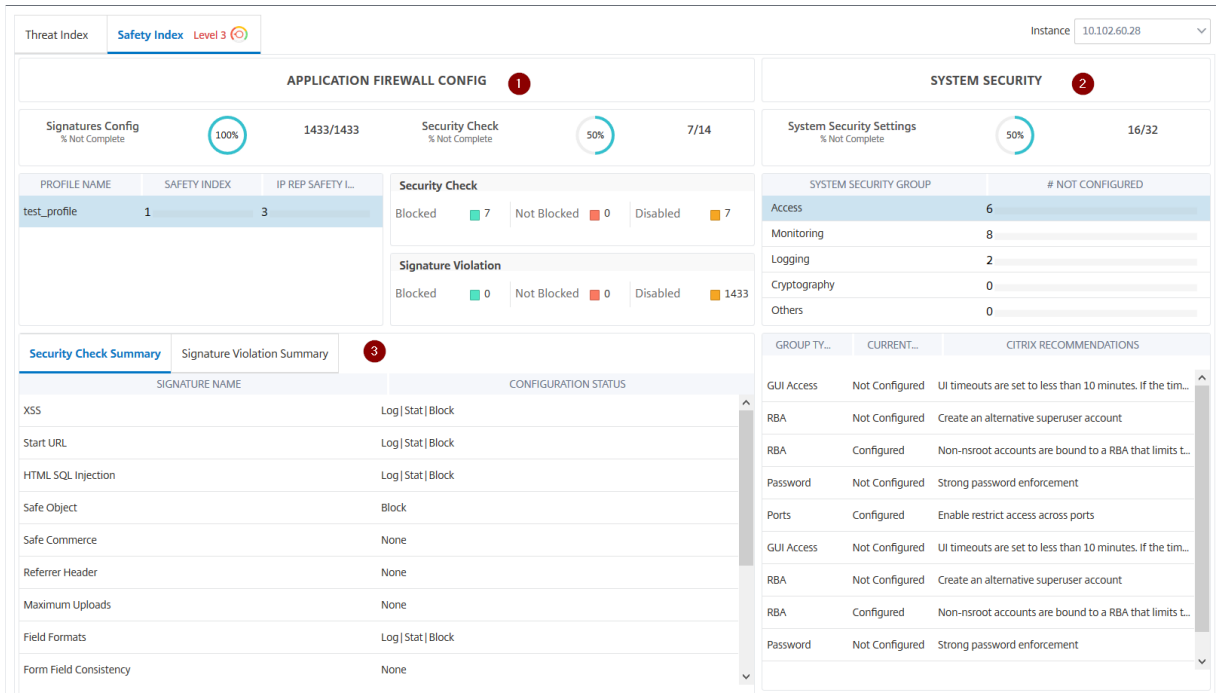 Threat Index
Safety Index Level 3
Instance 10.102.60.28
APPLICATION FIREWALL CONFIG 1
SYSTEM SECURITY 2
Signatures Config
% Not Complete
100%
1433/1433
Security Check
% Not Complete
50%
7/14
System Security Settings
% Not Complete
50%
16/32
PROFILE NAME SAFETY INDEX IP REP SAFETY I...
test_profile 1 3
Security Check
Blocked 7 Not Blocked 0 Disabled 7
Signature Violation
Blocked 0 Not Blocked 0 Disabled 1433
SYSTEM SECURITY GROUP # NOT CONFIGURED
Access 6
Monitoring 8
Logging 2
Cryptography 0
Others 0
Security Check Summary Signature Violation Summary 3
SIGNATURE NAME CONFIGURATION STATUS
XSS Log|Stat|Block
Start URL Log|Stat|Block
HTML SQL Injection Log|Stat|Block
Safe Object Block
Safe Commerce None
Referrer Header None
Maximum Uploads None
Field Formats Log|Stat|Block
Form Field Consistency None
GROUP TY... CURRENT... CITRIX RECOMMENDATIONS
GUI Access Not Configured UI timeouts are set to less than 10 minutes. If the tim...
RBA Not Configured Create an alternative superuser account
RBA Configured Non-nsroot accounts are bound to a RBA that limits t...
Password Not Configured Strong password enforcement
Ports Configured Enable restrict access across ports
GUI Access Not Configured UI timeouts are set to less than 10 minutes. If the tim...
RBA Not Configured Create an alternative superuser account
RBA Configured Non-nsroot accounts are bound to a RBA that limits t...
Password Not Configured Strong password enforcement